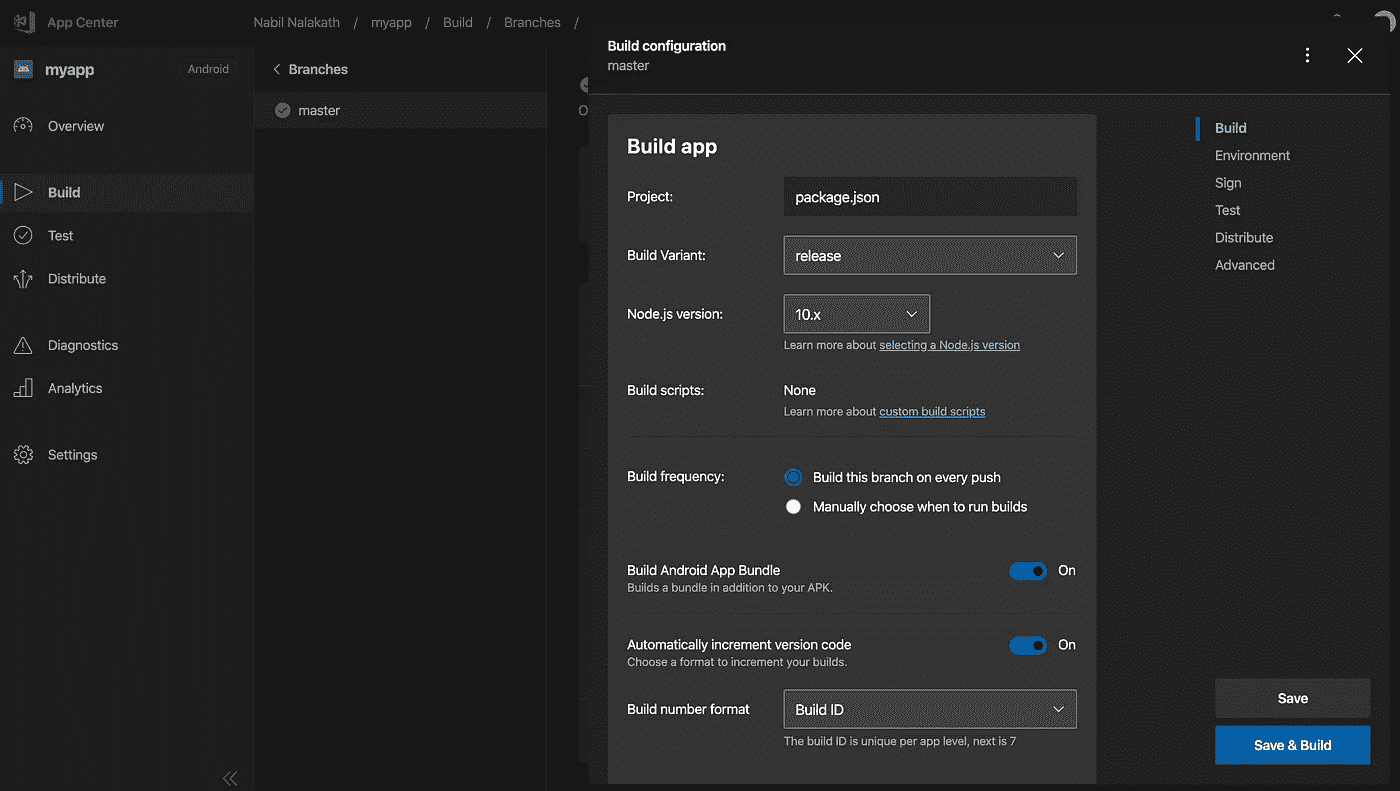 App Center
Nabil Nalakath / myapp / Build / Branches /
myapp
Android
Overview
Build
Test
Distribute
Diagnostics
Analytics
Settings
Branches
master
Build configuration
master
Build app
Project:
package.json
Build Variant:
release
Node.js version:
10.x
Learn more about selecting a Node.js version
Build scripts:
None
Learn more about custom build scripts
Build frequency:
Build this branch on every push
Manually choose when to run builds
Build Android App Bundle
On
Builds a bundle in addition to your APK.
Automatically increment version code
On
Choose a format to increment your builds.
Build number format
Build ID
The build ID is unique per app level, next is 7
Build
Environment
Sign
Test
Distribute
Advanced
Save
Save & Build